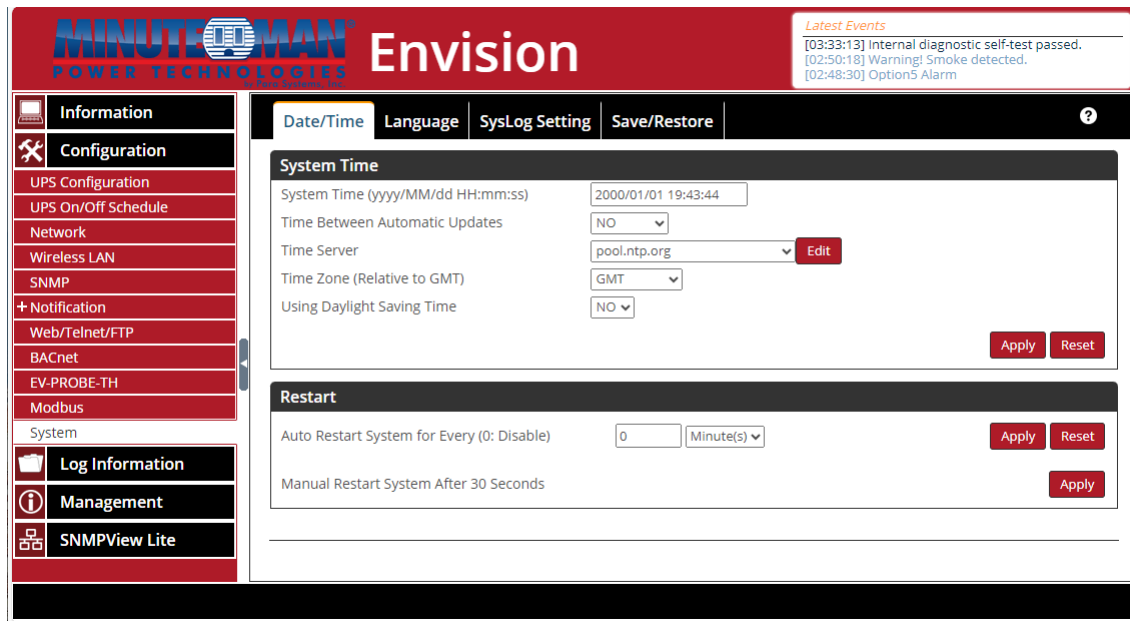 MINUTEMAN
POWER TECHNOLOGIES
by Para Systems, Inc.
Envision
Latest Events
[03:33:13] Internal diagnostic self-test passed.
[02:50:18] Warning! Smoke detected.
[02:48:30] Option5 Alarm
Information
Configuration
UPS Configuration
UPS On/Off Schedule
Network
Wireless LAN
SNMP
+ Notification
Web/Telnet/FTP
BACnet
EV-PROBE-TH
Modbus
System
Log Information
Management
SNMPView Lite
Date/Time Language SysLog Setting Save/Restore ?
System Time
System Time (yyyy/MM/dd HH:mm:ss) 2000/01/01 19:43:44
Time Between Automatic Updates NO
Time Server pool.ntp.org Edit
Time Zone (Relative to GMT) GMT
Using Daylight Saving Time NO
Apply Reset
Restart
Auto Restart System for Every (0: Disable) 0 Minute(s) Apply Reset
Manual Restart System After 30 Seconds Apply